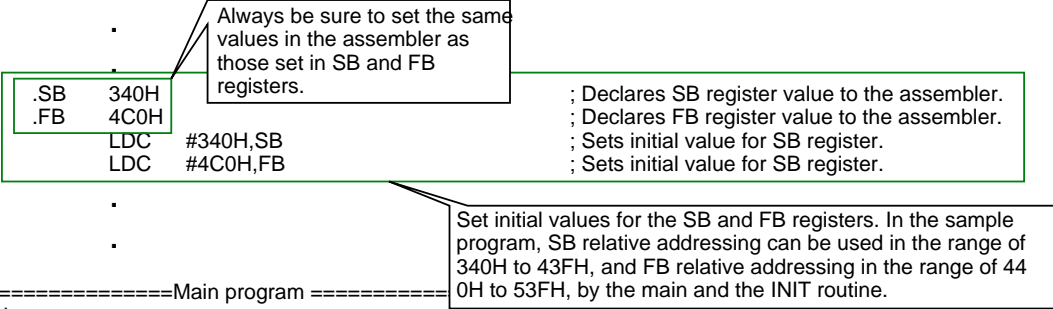 .
Always be sure to set the same
values in the assembler as
those set in SB and FB
registers.
.
.SB 340H ; Declares SB register value to the assembler.
.FB 4C0H ; Declares FB register value to the assembler.
LDC #340H,SB ; Sets initial value for SB register.
LDC #4C0H,FB ; Sets initial value for SB register.
.
.
Set initial values for the SB and FB registers. In the sample
program, SB relative addressing can be used in the range of
340H to 43FH, and FB relative addressing in the range of 44
0H to 53FH, by the main and the INIT routine.
==============Main program ============